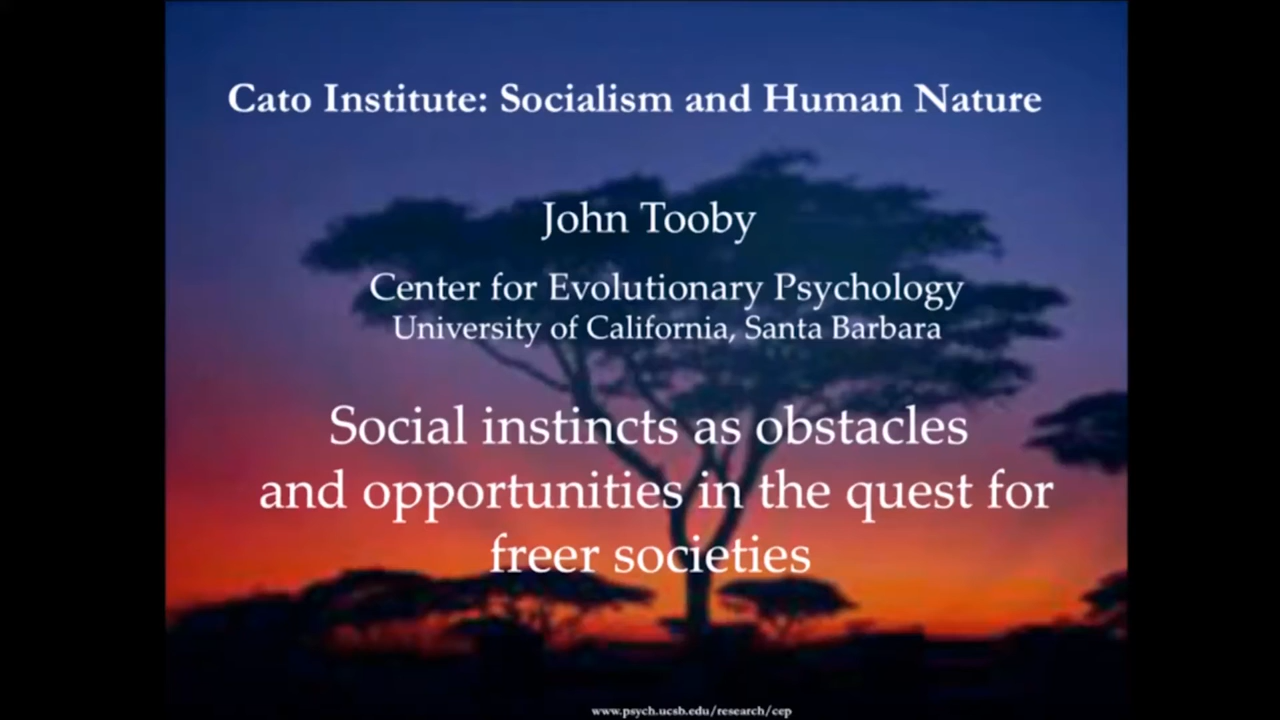 Cato Institute: Socialism and Human Nature
John Tooby
Center for Evolutionary Psychology
University of California, Santa Barbara
Social instincts as obstacles
and opportunities in the quest for
freer societies
www.psych.ucsb.edu/research/cep